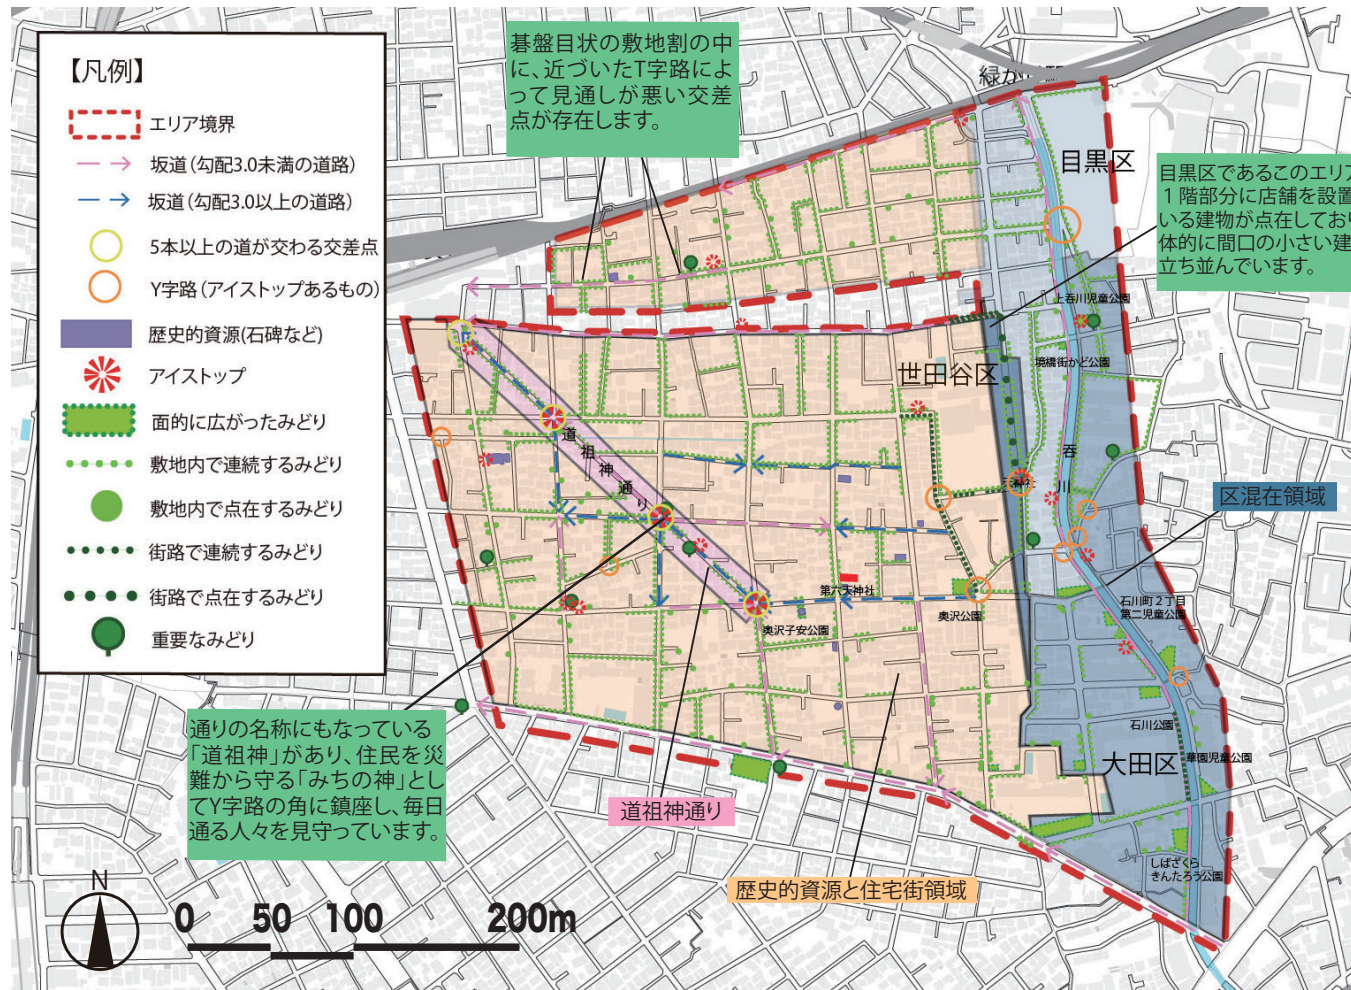 【凡例】
エリア境界
坂道(勾配3.0未満の道路)
坂道(勾配3.0以上の道路)
5本以上の道が交わる交差点
Y字路(アイストップあるもの)
歴史的資源(石碑など)
アイストップ
面的に広がったみどり
敷地内で連続するみどり
敷地内で点在するみどり
街路で連続するみどり
街路で点在するみどり
重要なみどり
碁盤目状の敷地割の中
に、近づいたT字路によ
って見通しが悪い交差
点が存在します。
緑が
目黒区
目黒区であるこのエリア
1階部分に店舗を設置
いる建物が点在しており
体的に間口の小さい建
立ち並んでいます。
上呑川児童公園
境橋街かど公園
世田谷区
呑川
区混在領域
道祖神通り
第六天神社
奥沢子安公園
奥沢公園
石川町2丁目
第二児童公園
石川公園
華園児童公園
大田区
しばざくら
きんたろう公園
通りの名称にもなっている
「道祖神」があり、住民を災
難から守る「みちの神」とし
てY字路の角に鎮座し、毎日
通る人々を見守っています。
道祖神通り
歴史的資源と住宅街領域
N
0 50 100 200m